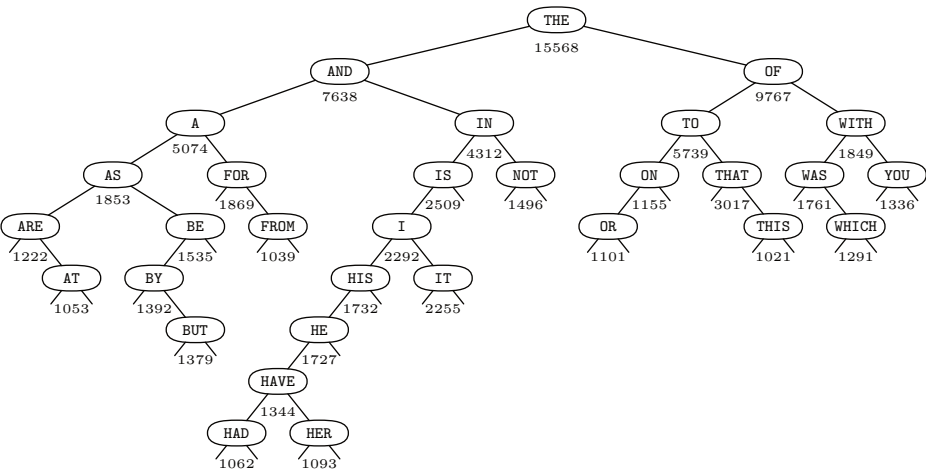 THE
15568
AND OF
7638 9767
A IN TO WITH
5074 4312 5739 1849
AS FOR IS NOT ON THAT WAS YOU
1853 1869 2509 1496 1155 3017 1761 1336
ARE BE FROM I OR THIS WHICH
1222 1535 1039 2292 1101 1021 1291
AT BY HIS IT
1053 1392 1732 2255
BUT HE
1379 1727
HAVE
1344
HAD HER
1062 1093